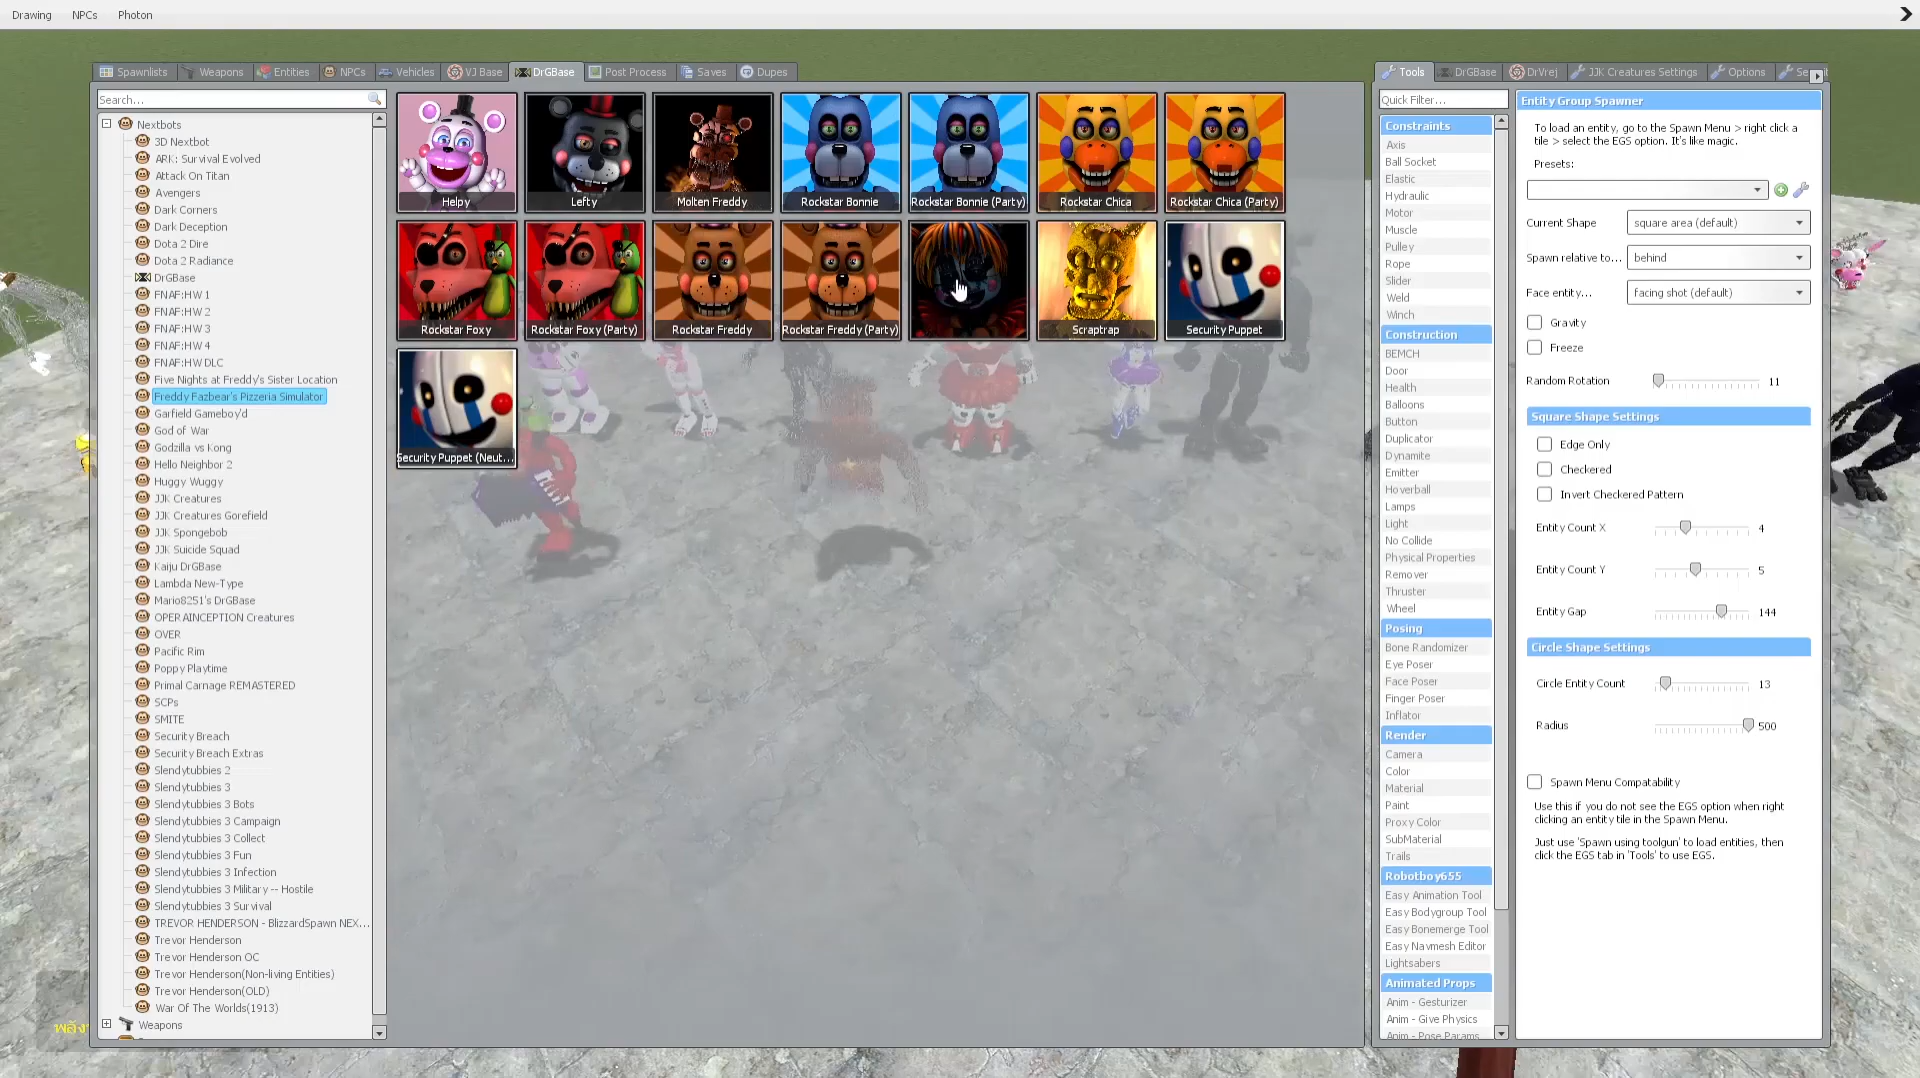 Drawing NPCs Photon
Spawnlists Weapons Entities NPCs Vehicles VJ Base DrGBase Post Process Saves Dupes
Search...
Nextbots
3D Nextbot
ARK: Survival Evolved
Attack On Titan
Avengers
Dark Corners
Dark Deception
Dota 2 Dire
Dota 2 Radiance
DrGBase
FNAF:HW 1
FNAF:HW 2
FNAF:HW 3
FNAF:HW 4
FNAF:HW DLC
Five Nights at Freddy's Sister Location
Freddy Fazbear's Pizzeria Simulator
Garfield Gameboy'd
God of War
Godzilla vs Kong
Hello Neighbor 2
Huggy Wuggy
JJK Creatures
JJK Creatures Gorefield
JJK Spongebob
JJK Suicide Squad
Kaiju DrGBase
Lambda New-Type
Mario8251's DrGBase
OPERAINCEPTION Creatures
OVER
Pacific Rim
Poppy Playtime
Primal Carnage REMASTERED
SCPs
SMITE
Security Breach
Security Breach Extras
Slendytubbies 2
Slendytubbies 3
Slendytubbies 3 Bots
Slendytubbies 3 Campaign
Slendytubbies 3 Collect
Slendytubbies 3 Fun
Slendytubbies 3 Infection
Slendytubbies 3 Military -- Hostile
Slendytubbies 3 Survival
TREVOR HENDERSON - BlizzardSpawn NEX...
Trevor Henderson
Trevor Henderson OC
Trevor Henderson(Non-living Entities)
Trevor Henderson(OLD)
War Of The Worlds(1913)
Weapons
Helpy Lefty Molten Freddy Rockstar Bonnie Rockstar Bonnie (Party) Rockstar Chica Rockstar Chica (Party)
Rockstar Foxy Rockstar Foxy (Party) Rockstar Freddy Rockstar Freddy (Party) Scraptrap Security Puppet
Security Puppet (Neut...
Tools DrGBase DrVrej JJK Creatures Settings Options
Quick Filter...
Constraints
Axis
Ball Socket
Elastic
Hydraulic
Motor
Muscle
Pulley
Rope
Slider
Weld
Winch
Construction
BEMCH
Door
Health
Balloons
Button
Duplicator
Dynamite
Emitter
Hoverball
Lamps
Light
No Collide
Physical Properties
Remover
Thruster
Wheel
Posing
Bone Randomizer
Eye Poser
Face Poser
Finger Poser
Inflator
Render
Camera
Color
Material
Paint
Proxy Color
SubMaterial
Trails
Robotboy655
Easy Animation Tool
Easy Bodygroup Tool
Easy Bonemerge Tool
Easy Navmesh Editor
Lightsabers
Animated Props
Anim - Gesturizer
Anim - Give Physics
Anim - Pose Params
Entity Group Spawner
To load an entity, go to the Spawn Menu > right click a
tile > select the EGS option. It's like magic.
Presets:
Current Shape square area (default)
Spawn relative to... behind
Face entity... facing shot (default)
Gravity
Freeze
Random Rotation 11
Square Shape Settings
Edge Only
Checkered
Invert Checkered Pattern
Entity Count X 4
Entity Count Y 5
Entity Gap 144
Circle Shape Settings
Circle Entity Count 13
Radius 500
Spawn Menu Compatability
Use this if you do not see the EGS option when right
clicking an entity tile in the Spawn Menu.
Just use 'Spawn using toolgun' to load entities, then
click the EGS tab in 'Tools' to use EGS.